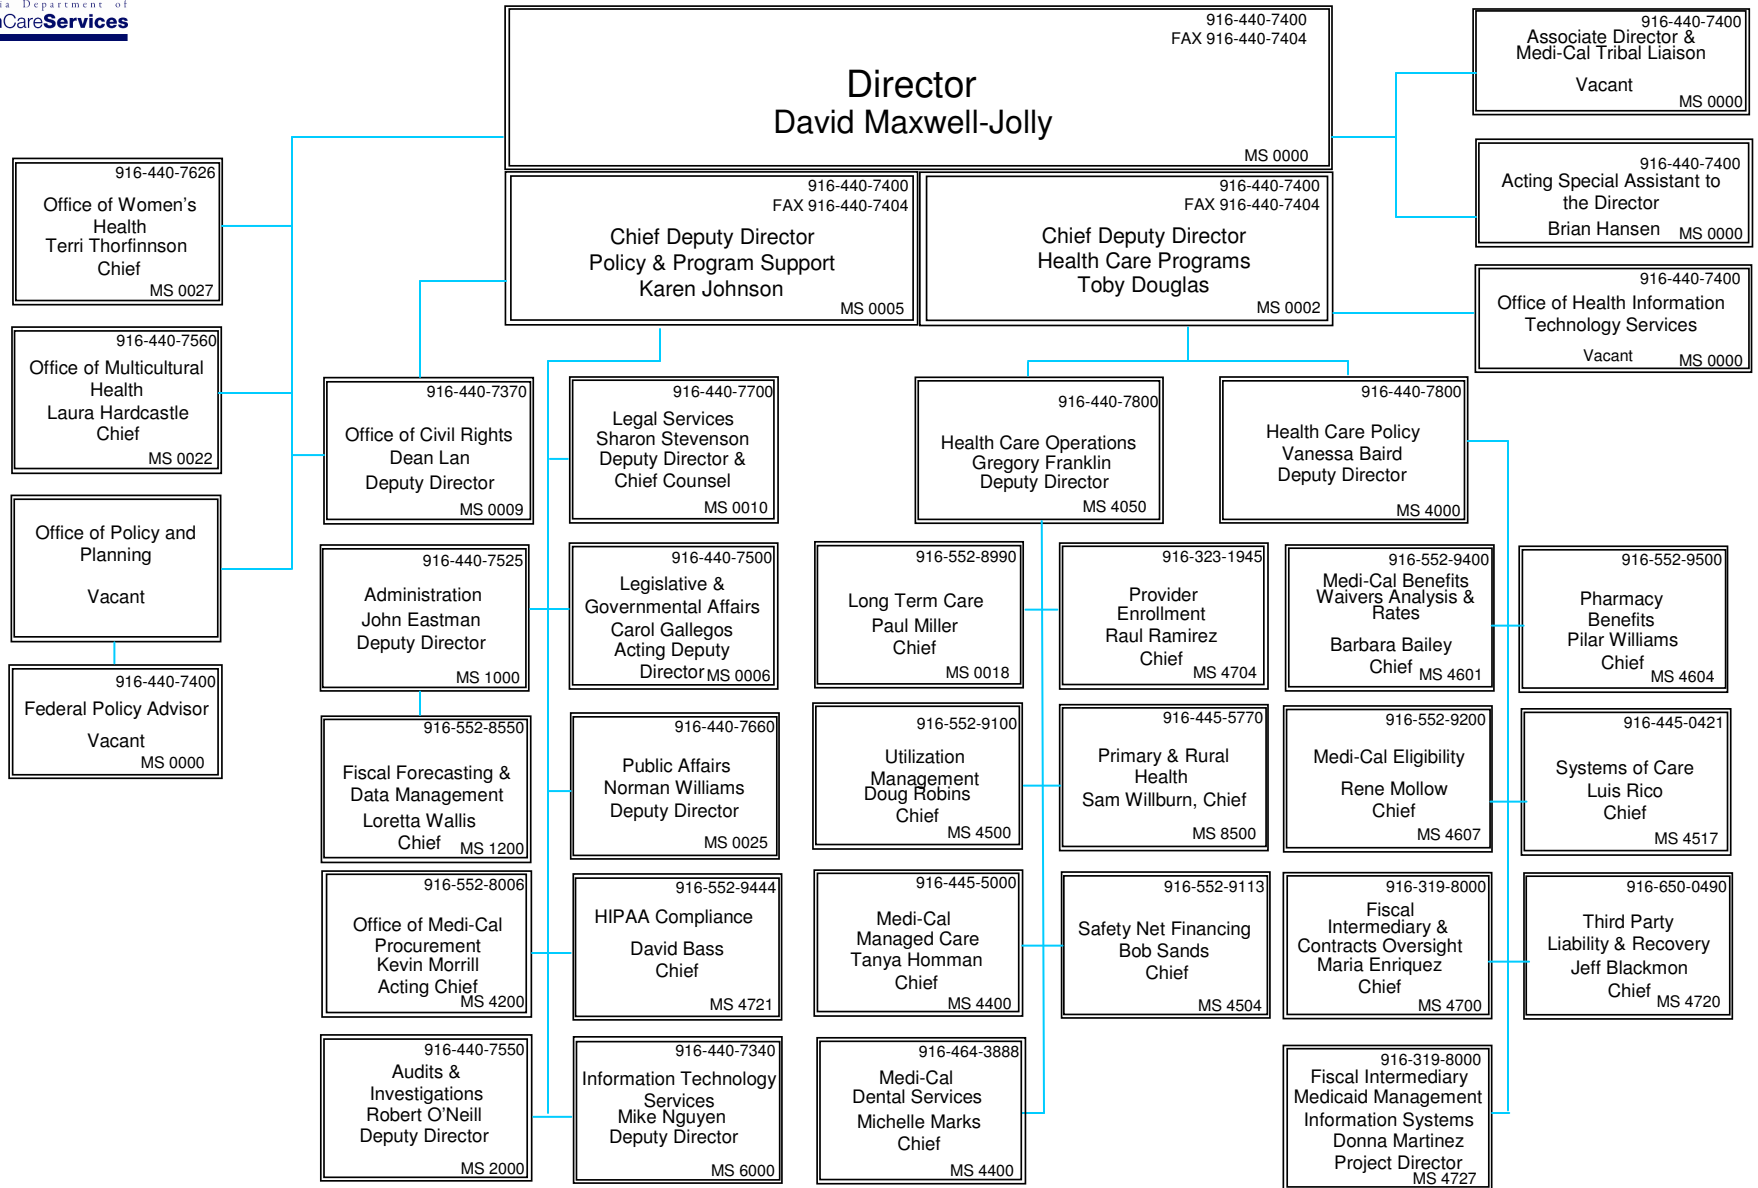 Department of
CareServices
916-440-7400
FAX 916-440-7404
Director
David Maxwell-Jolly
MS 0000
916-440-7400
Associate Director &
Medi-Cal Tribal Liaison
Vacant
MS 0000
916-440-7400
Acting Special Assistant to
the Director
Brian Hansen MS 0000
916-440-7626
Office of Women's
Health
Terri Thorfinnson
Chief
MS 0027
916-440-7400
FAX 916-440-7404
Chief Deputy Director
Policy & Program Support
Karen Johnson
MS 0005
916-440-7400
FAX 916-440-7404
Chief Deputy Director
Health Care Programs
Toby Douglas
MS 0002
916-440-7400
Office of Health Information
Technology Services
Vacant MS 0000
916-440-7560
Office of Multicultural
Health
Laura Hardcastle
Chief
MS 0022
916-440-7370
Office of Civil Rights
Dean Lan
Deputy Director
MS 0009
916-440-7700
Legal Services
Sharon Stevenson
Deputy Director &
Chief Counsel
MS 0010
916-440-7800
Health Care Operations
Gregory Franklin
Deputy Director
MS 4050
916-440-7800
Health Care Policy
Vanessa Baird
Deputy Director
MS 4000
Office of Policy and
Planning
Vacant
916-440-7525
Administration
John Eastman
Deputy Director
MS 1000
916-440-7500
Legislative &
Governmental Affairs
Carol Gallegos
Acting Deputy
Director MS 0006
916-552-8990
Long Term Care
Paul Miller
Chief
MS 0018
916-323-1945
Provider
Enrollment
Raul Ramirez
Chief MS 4704
916-552-9400
Medi-Cal Benefits
Waivers Analysis &
Rates
Barbara Bailey
Chief MS 4601
916-552-9500
Pharmacy
Benefits
Pilar Williams
Chief
MS 4604
916-440-7400
Federal Policy Advisor
Vacant
MS 0000
916-552-8550
Fiscal Forecasting &
Data Management
Loretta Wallis
Chief MS 1200
916-440-7660
Public Affairs
Norman Williams
Deputy Director
MS 0025
916-552-9100
Utilization
Management
Doug Robins
Chief
MS 4500
916-445-5770
Primary & Rural
Health
Sam Willburn, Chief
MS 8500
916-552-9200
Medi-Cal Eligibility
Rene Mollow
Chief
MS 4607
916-445-0421
Systems of Care
Luis Rico
Chief
MS 4517
916-552-8006
Office of Medi-Cal
Procurement
Kevin Morrill
Acting Chief
MS 4200
916-552-9444
HIPAA Compliance
David Bass
Chief
MS 4721
916-445-5000
Medi-Cal
Managed Care
Tanya Homman
Chief
MS 4400
916-552-9113
Safety Net Financing
Bob Sands
Chief
MS 4504
916-319-8000
Fiscal
Intermediary &
Contracts Oversight
Maria Enriquez
Chief
MS 4700
916-650-0490
Third Party
Liability & Recovery
Jeff Blackmon
Chief MS 4720
916-440-7550
Audits &
Investigations
Robert O'Neill
Deputy Director
MS 2000
916-440-7340
Information Technology
Services
Mike Nguyen
Deputy Director
MS 6000
916-464-3888
Medi-Cal
Dental Services
Michelle Marks
Chief
MS 4400
916-319-8000
Fiscal Intermediary
Medicaid Management
Information Systems
Donna Martinez
Project Director
MS 4727